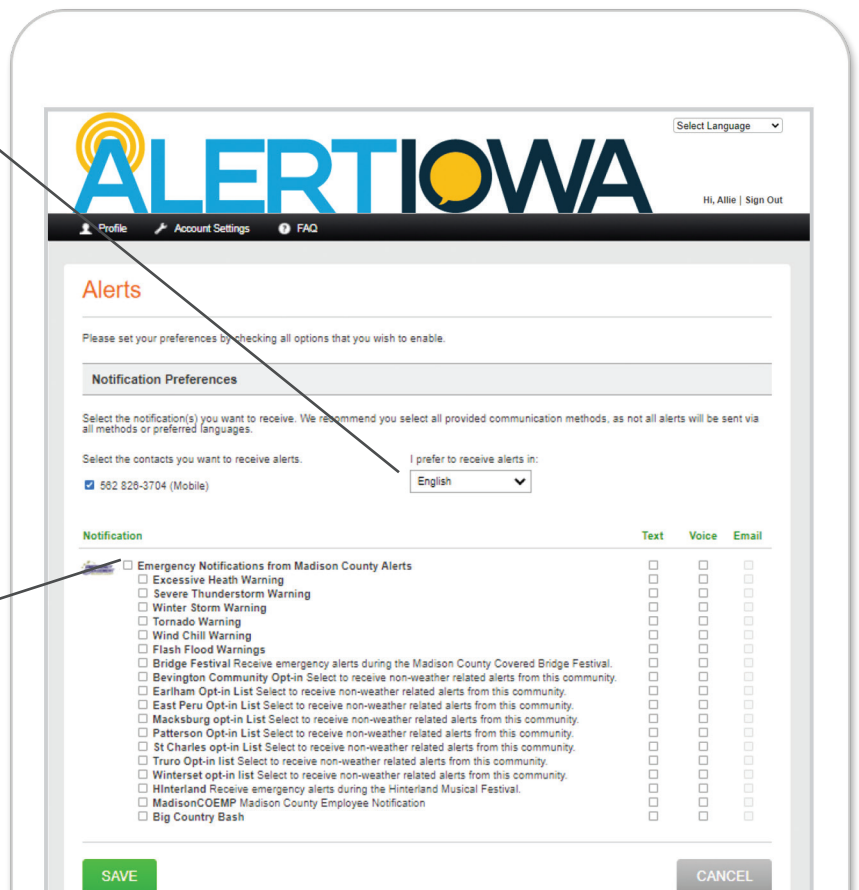 Select Language
ALERTIOWA
Hi, Allie | Sign Out
Profile Account Settings FAQ
Alerts
Please set your preferences by checking all options that you wish to enable.
Notification Preferences
Select the notification(s) you want to receive. We recommend you select all provided communication methods, as not all alerts will be sent via
all methods or preferred languages.
Select the contacts you want to receive alerts. I prefer to receive alerts in:
562 826-3704 (Mobile) English
Notification Text Voice Email
Emergency Notifications from Madison County Alerts
Excessive Heath Warning
Severe Thunderstorm Warning
Winter Storm Warning
Tornado Warning
Wind Chill Warning
Flash Flood Warnings
Bridge Festival Receive emergency alerts during the Madison County Covered Bridge Festival.
Bevington Community Opt-in Select to receive non-weather related alerts from this community.
Earlham Opt-in List Select to receive non-weather related alerts from this community.
East Peru Opt-in List Select to receive non-weather related alerts from this community.
Macksburg opt-in List Select to receive non-weather related alerts from this community.
Patterson Opt-in List Select to receive non-weather related alerts from this community.
St Charles opt-in List Select to receive non-weather related alerts from this community.
Truro Opt-in list Select to receive non-weather related alerts from this community.
Winterset opt-in list Select to receive non-weather related alerts from this community.
HInterland Receive emergency alerts during the Hinterland Musical Festival.
MadisonCOEMP Madison County Employee Notification
Big Country Bash
SAVE CANCEL